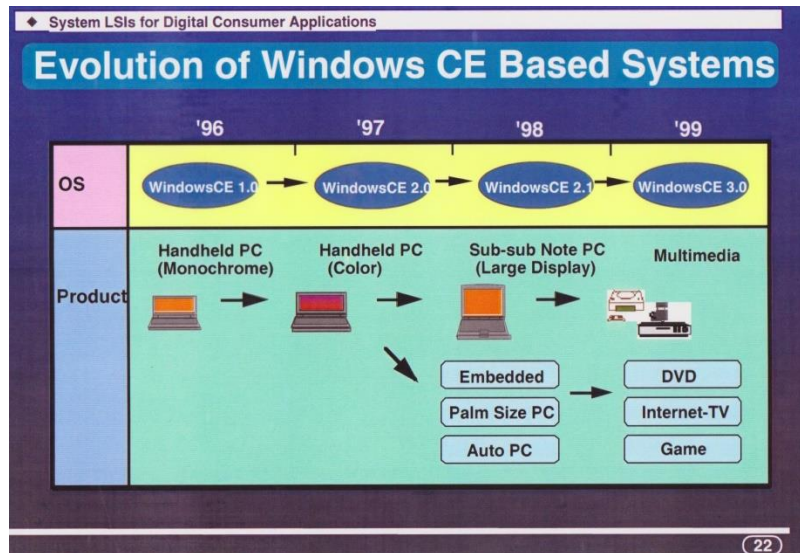 System LSIs for Digital Consumer Applications
Evolution of Windows CE Based Systems
'96 '97 '98 '99
OS
WindowsCE 1.0 WindowsCE 2.0 WindowsCE 2.1 WindowsCE 3.0
Handheld PC Handheld PC Sub-sub Note PC Multimedia
(Monochrome) (Color) (Large Display)
Product
Embedded DVD
Palm Size PC Internet-TV
Auto PC Game
22